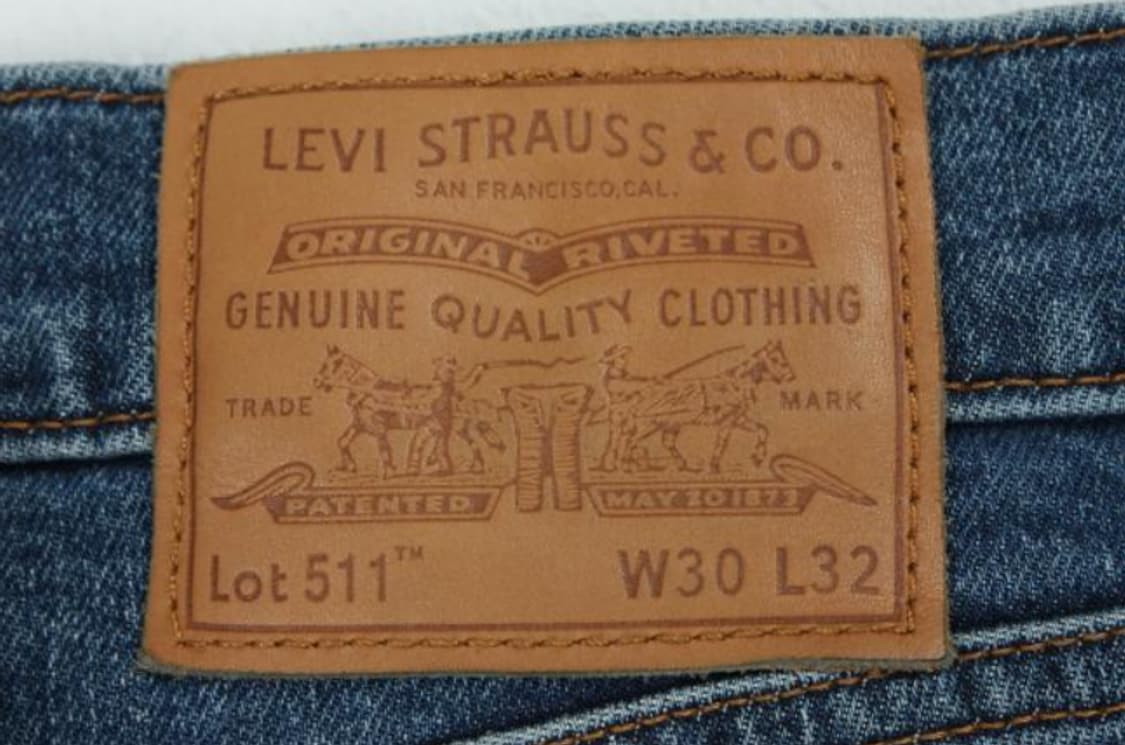 LEVI STRAUSS & CO.
SAN FRANCISCO, CAL.
ORIGINAL RIVETED
GENUINE QUALITY CLOTHING
TRADE MARK
PATENTED MAY 20 1873
Lot 511™ W30 L32